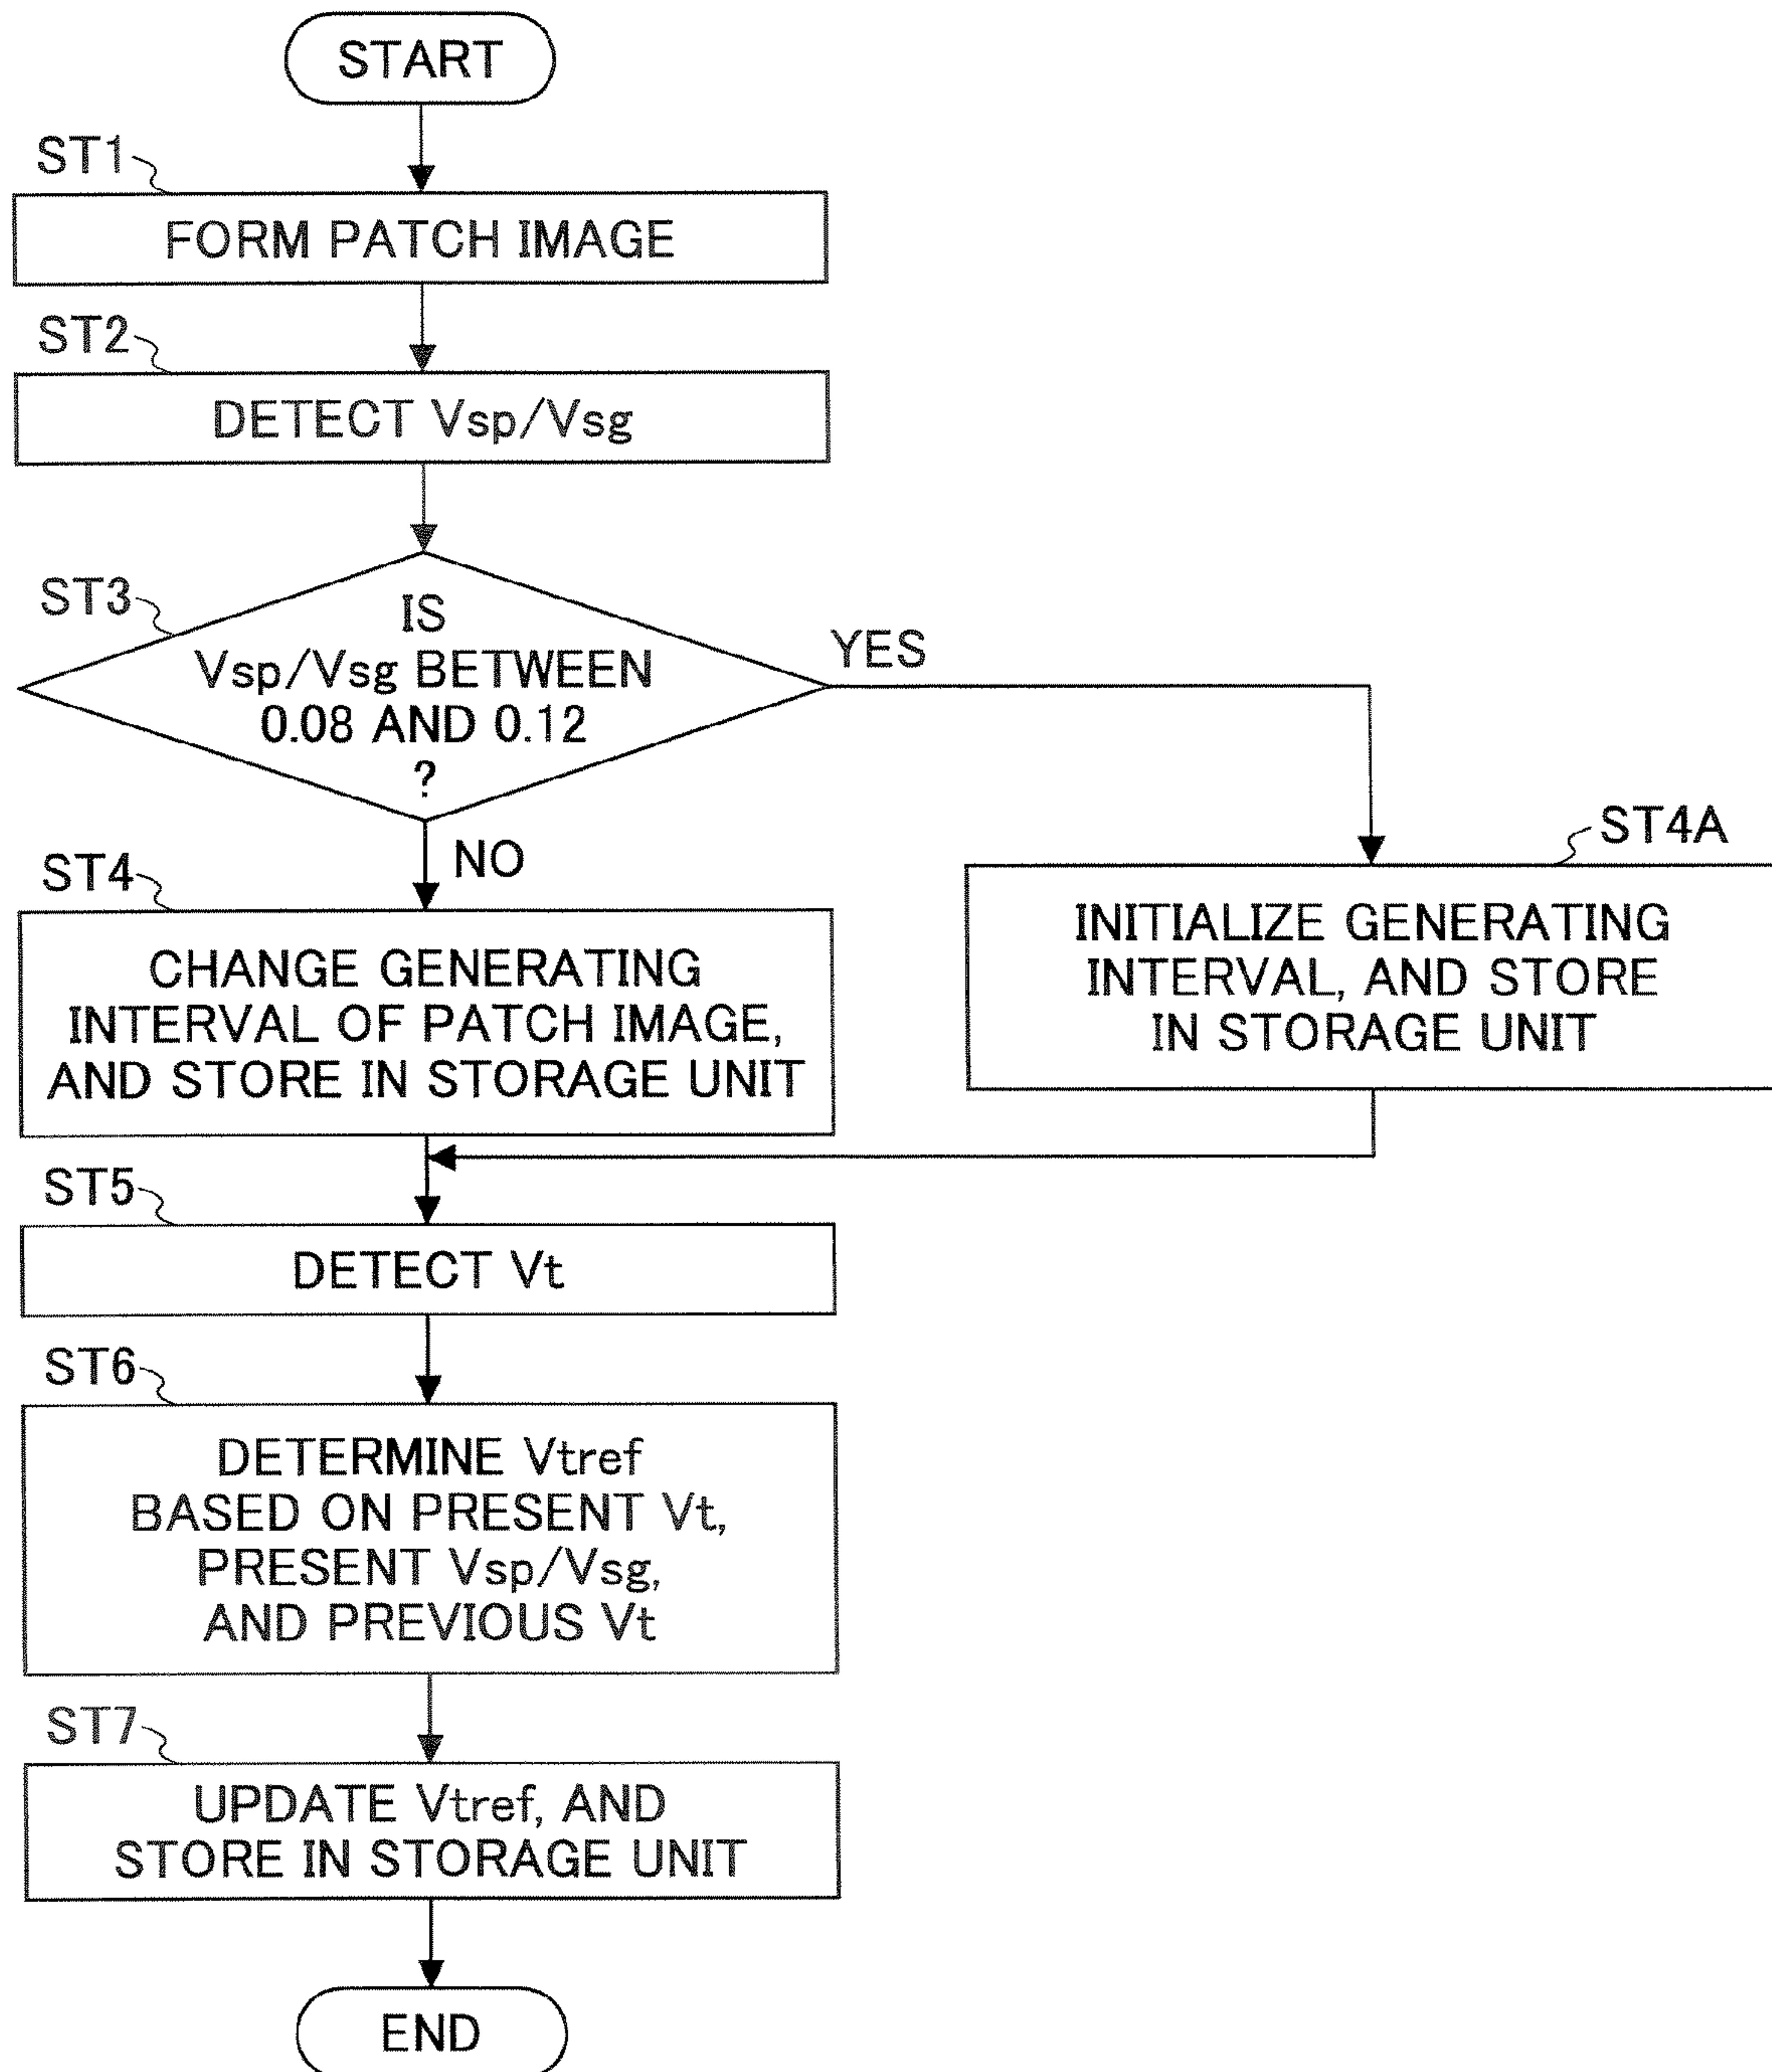 START
ST1
FORM PATCH IMAGE
ST2
DETECT Vsp/Vsg
ST3
IS
Vsp/Vsg BETWEEN
0.08 AND 0.12
?
YES
NO
ST4
CHANGE GENERATING
INTERVAL OF PATCH IMAGE,
AND STORE IN STORAGE UNIT
ST4A
INITIALIZE GENERATING
INTERVAL, AND STORE
IN STORAGE UNIT
ST5
DETECT Vt
ST6
DETERMINE Vtref
BASED ON PRESENT Vt,
PRESENT Vsp/Vsg,
AND PREVIOUS Vt
ST7
UPDATE Vtref, AND
STORE IN STORAGE UNIT
END